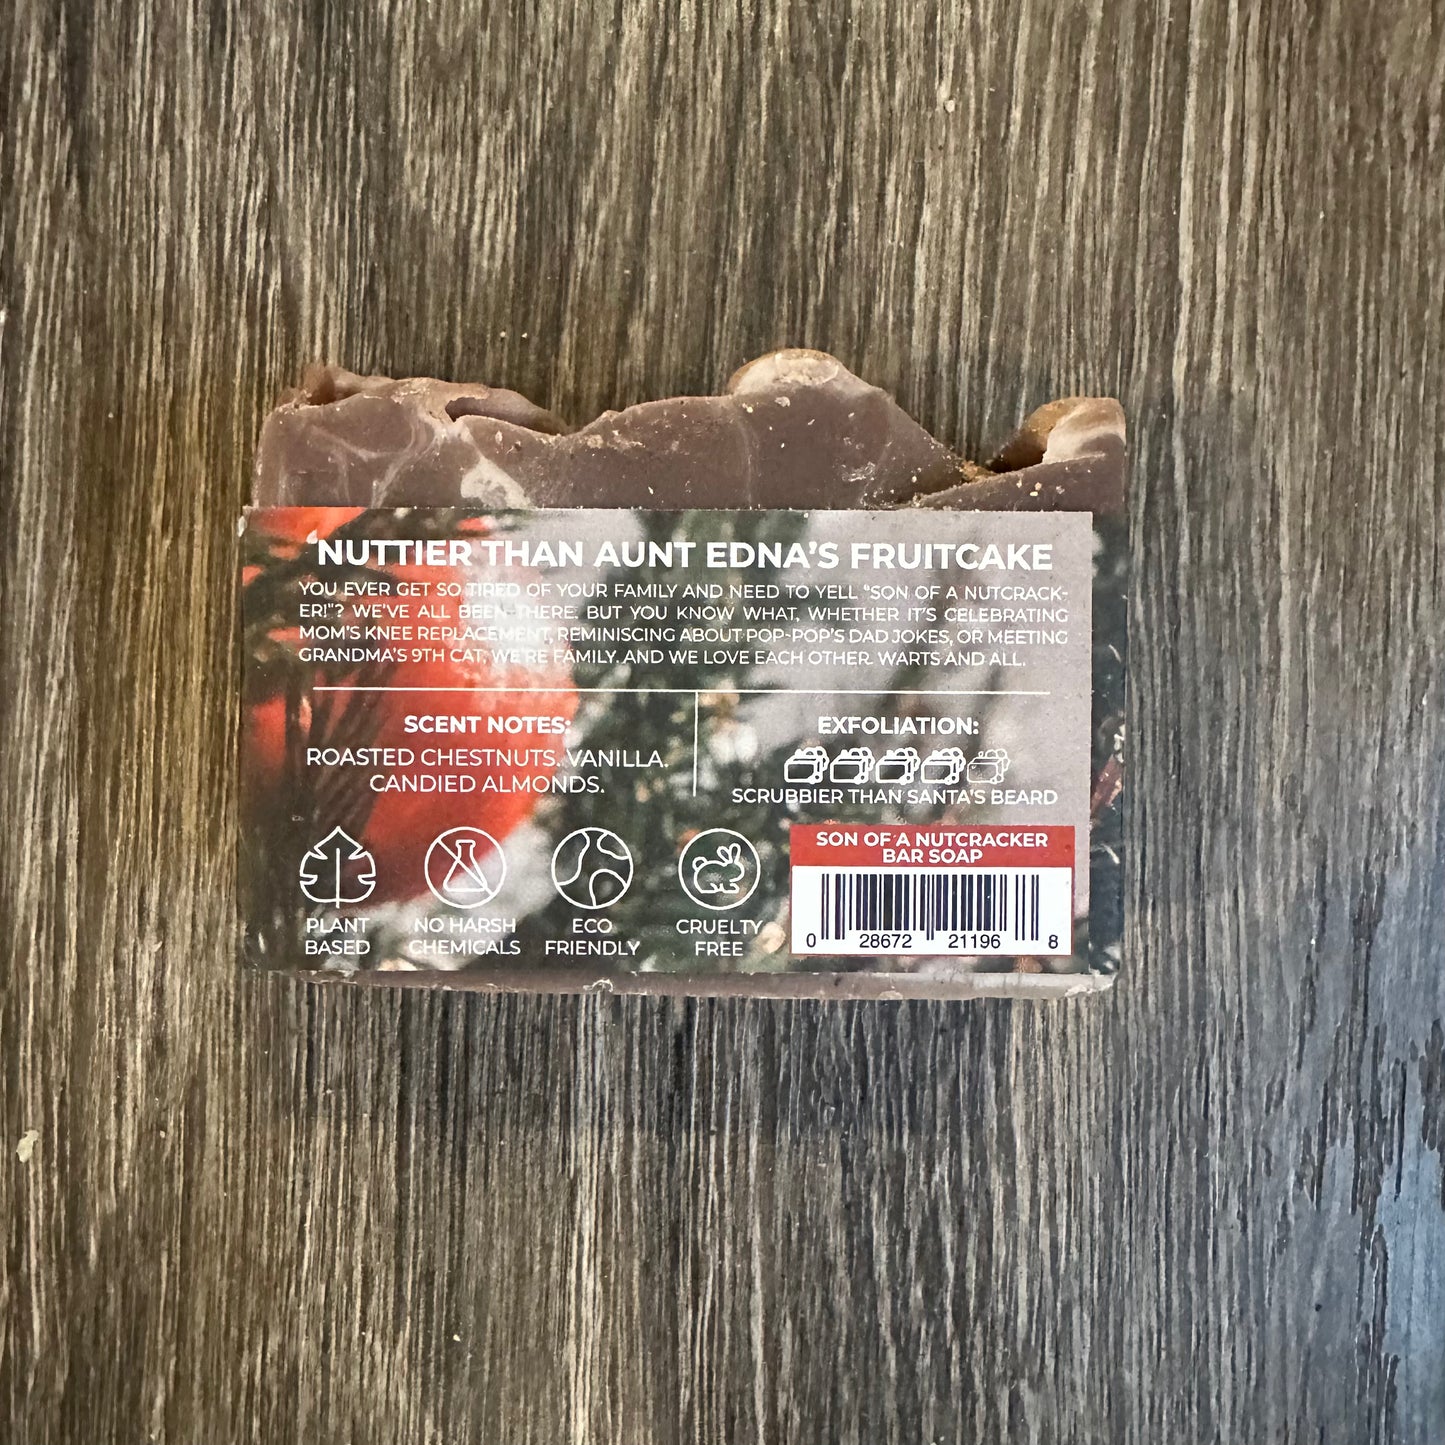 'NUTTIER THAN AUNT EDNA'S FRUITCAKE
YOU EVER GET SO TIRED OF YOUR FAMILY AND NEED TO YELL "SON OF A NUTCRACK-
ER!"? WE'VE ALL BEEN THERE. BUT YOU KNOW WHAT, WHETHER IT'S CELEBRATING
MOM'S KNEE REPLACEMENT, REMINISCING ABOUT POP-POP'S DAD JOKES, OR MEETING
GRANDMA'S 9TH CAT, WE'RE FAMILY. AND WE LOVE EACH OTHER. WARTS AND ALL.
SCENT NOTES:
ROASTED CHESTNUTS. VANILLA.
CANDIED ALMONDS.
EXFOLIATION:
SCRUBBIER THAN SANTA'S BEARD
PLANT
BASED
NO HARSH
CHEMICALS
ECO
FRIENDLY
CRUELTY
FREE
SON OF A NUTCRACKER
BAR SOAP
0 28672 21196 8